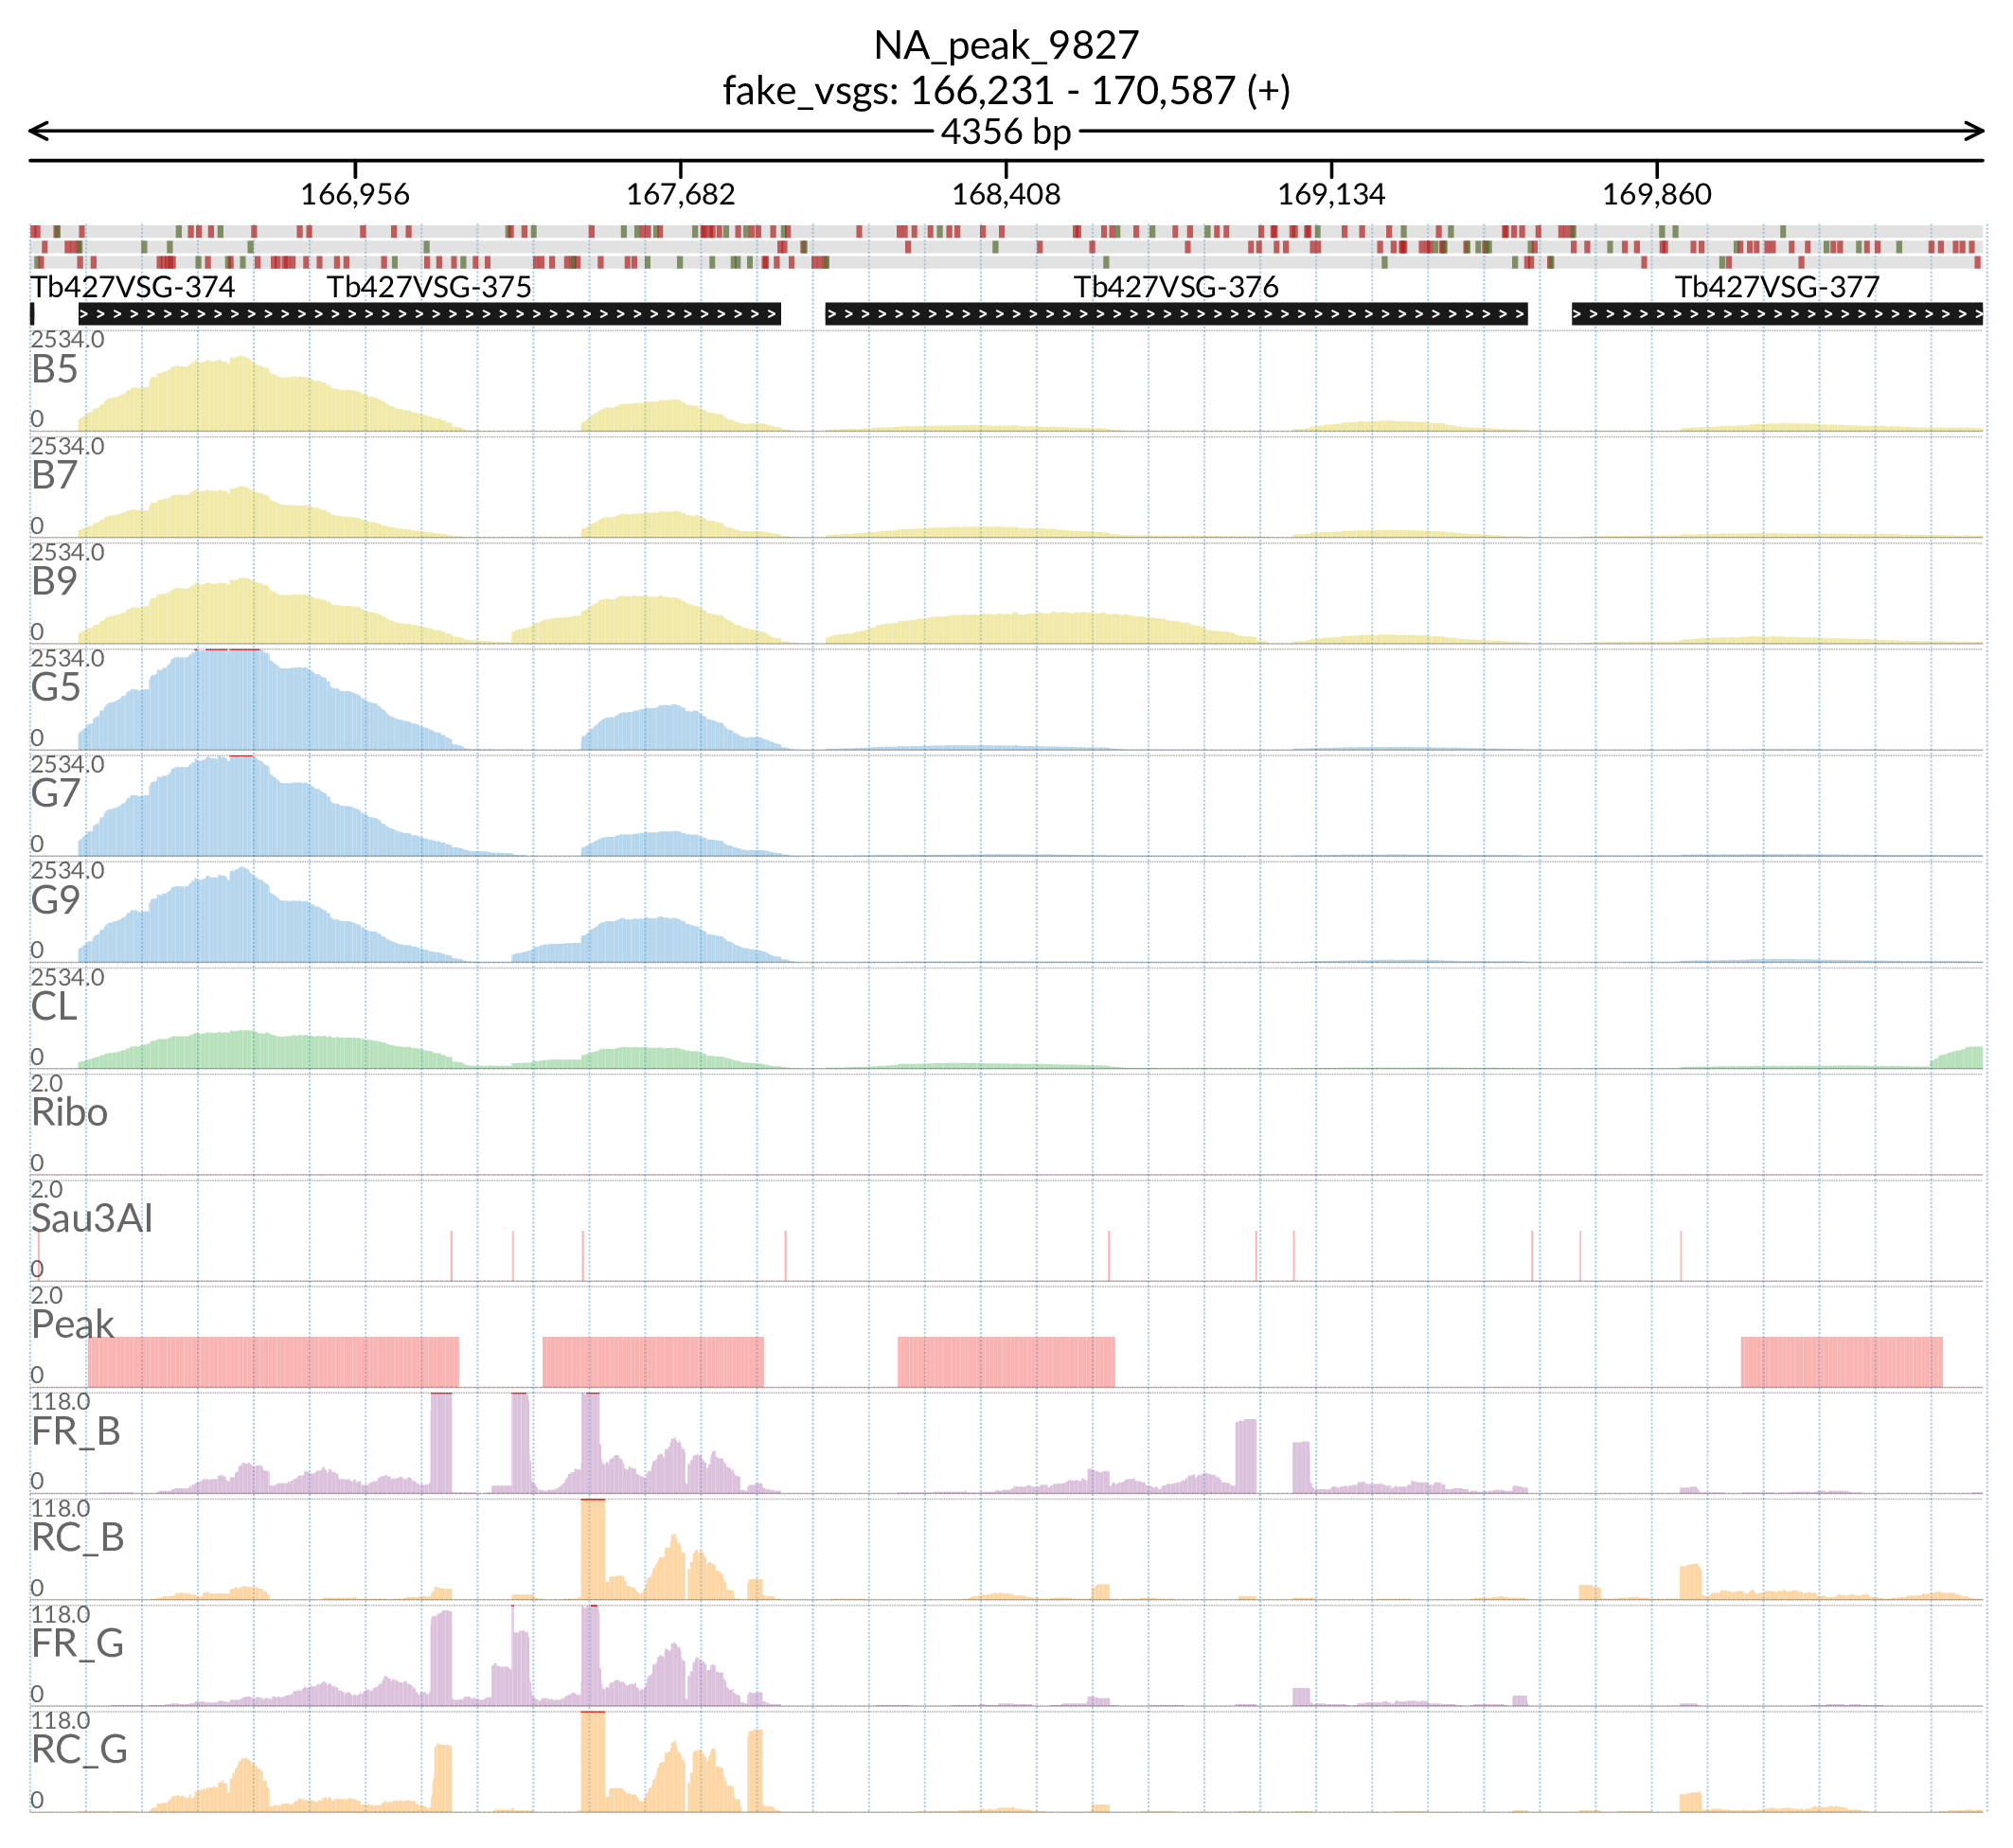 NA_peak_9827
fake_vsgs: 166,231 - 170,587 (+)
4356 bp
166,956 167,682 168,408 169,134 169,860
Tb427VSG-374 Tb427VSG-375 Tb427VSG-376 Tb427VSG-377
2534.0
B5
0
2534.0
B7
0
2534.0
B9
0
2534.0
G5
0
2534.0
G7
0
2534.0
G9
0
2534.0
CL
0
2.0
Ribo
0
2.0
Sau3AI
0
2.0
Peak
0
118.0
FR_B
0
118.0
RC_B
0
118.0
FR_G
0
118.0
RC_G
0